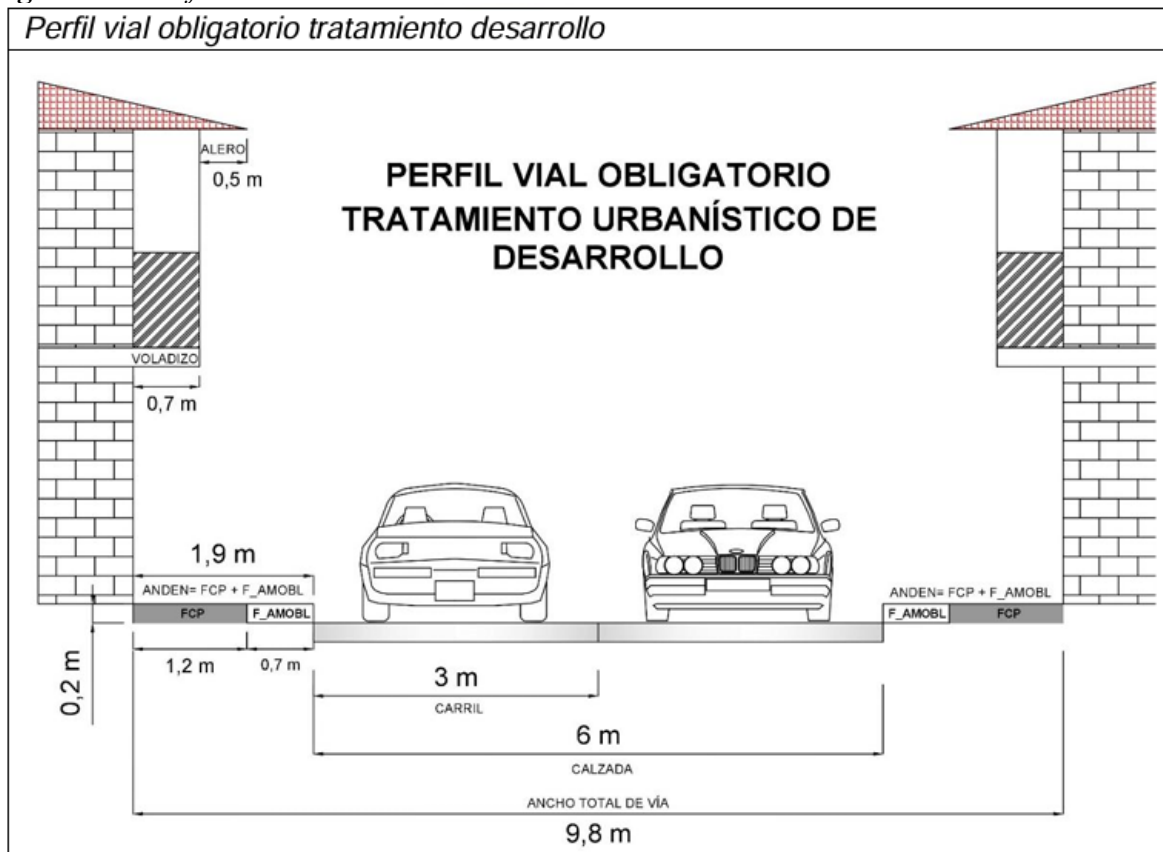 Perfil vial obligatorio tratamiento desarrollo
ALERO
0,5 m
PERFIL VIAL OBLIGATORIO
TRATAMIENTO URBANÍSTICO DE
DESARROLLO
VOLADIZO
0,7 m
1,9 m
ANDEN= FCP + F_AMOBL
ANDEN= FCP + F_AMOBL
FCP
F_AMOBL
F_AMOBL
FCP
0,2 m
1,2 m
0,7 m
3 m
CARRIL
6 m
CALZADA
ANCHO TOTAL DE VÍA
9,8 m